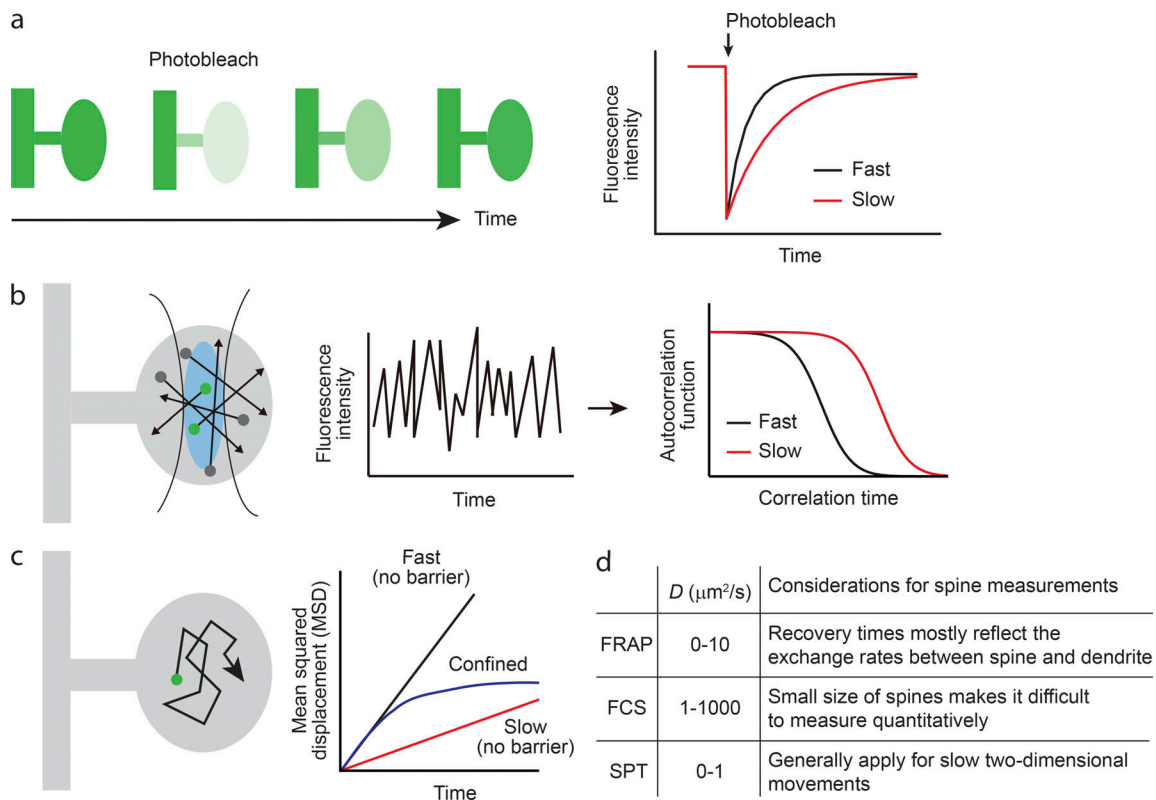 a
Photobleach
Time
Photobleach
Fluorescence
intensity
Fast
Slow
Time
b
Fluorescence
intensity
Time
Autocorrelation
function
Fast
Slow
Correlation time
c
Mean squared
displacement (MSD)
Fast
(no barrier)
Confined
Slow
(no barrier)
Time
d
D (μm²/s) Considerations for spine measurements
FRAP 0-10 Recovery times mostly reflect the
exchange rates between spine and dendrite
FCS 1-1000 Small size of spines makes it difficult
to measure quantitatively
SPT 0-1 Generally apply for slow two-dimensional
movements